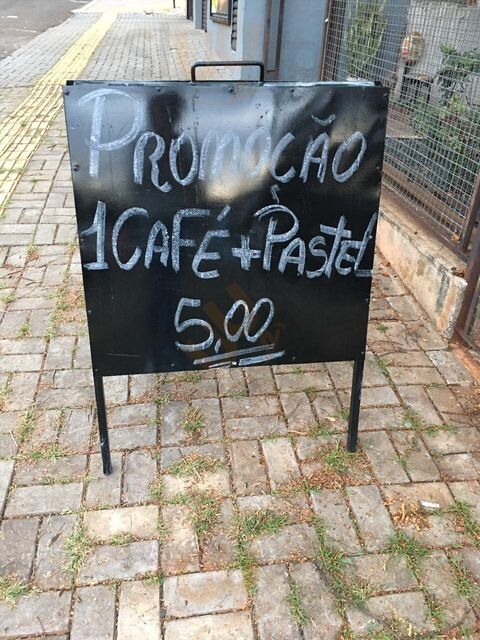 PROMOÇÃO
1 CAFÉ + PASTEL
5,00